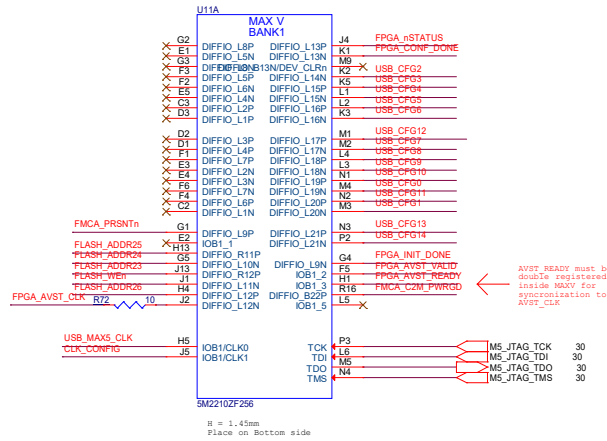 U11A
MAX V
BANK1
G2 DIFFIO_L8P DIFFIO_L13P J4 FPGA_nSTATUS
E1 DIFFIO_L5N DIFFIO_L13N K1 FPGA_CONF_DONE
G3 DIFFIO_L8N DIFFIO_B13N/DEV_CLRn M9
F3 DIFFIO_L5P DIFFIO_L14N K2 USB_CFG2
F2 DIFFIO_L6N DIFFIO_L15P K5 USB_CFG3
E5 DIFFIO_L4N DIFFIO_L15N L1 USB_CFG4
C3 DIFFIO_L2P DIFFIO_L16P L2 USB_CFG5
D3 DIFFIO_L1P DIFFIO_L16N K3 USB_CFG6
D2 DIFFIO_L3P DIFFIO_L17P M1 USB_CFG12
D1 DIFFIO_L4P DIFFIO_L17N M2 USB_CFG7
F1 DIFFIO_L7P DIFFIO_L18P L4 USB_CFG8
E3 DIFFIO_L2N DIFFIO_L18N L3 USB_CFG9
E4 DIFFIO_L3N DIFFIO_L19P N1 USB_CFG10
F6 DIFFIO_L7N DIFFIO_L19N M4 USB_CFG0
F4 DIFFIO_L6P DIFFIO_L20P N2 USB_CFG11
C2 DIFFIO_L1N DIFFIO_L20N M3 USB_CFG1
FMCA_PRSNTn G1 DIFFIO_L9P DIFFIO_L21P N3 USB_CFG13
E2 IOB1_1 DIFFIO_L21N P2 USB_CFG14
FLASH_ADDR25 H13 DIFFIO_R11P
FLASH_ADDR24 G5 DIFFIO_L10N DIFFIO_L9N G4 FPGA_INIT_DONE
FLASH_ADDR23 J13 DIFFIO_R12P IOB1_2 F5 FPGA_AVST_VALID
FLASH_WEn J1 DIFFIO_L11N IOB1_3 H1 FPGA_AVST_READY
FLASH_ADDR26 H4 DIFFIO_L12P DIFFIO_B22P R16 FMCA_C2M_PWRGD
FPGA_AVST_CLK R72 10 J2 DIFFIO_L12N IOB1_5 L5
AVST_READY must b
double registered
inside MAXV for
syncronization to
AVST_CLK
USB_MAX5_CLK H5 IOB1/CLK0 TCK P3 M5_JTAG_TCK 30
CLK_CONFIG J5 IOB1/CLK1 TDI L6 M5_JTAG_TDI 30
TDO M5 M5_JTAG_TDO 30
TMS N4 M5_JTAG_TMS 30
5M2210ZF256
H = 1.45mm
Place on Bottom side